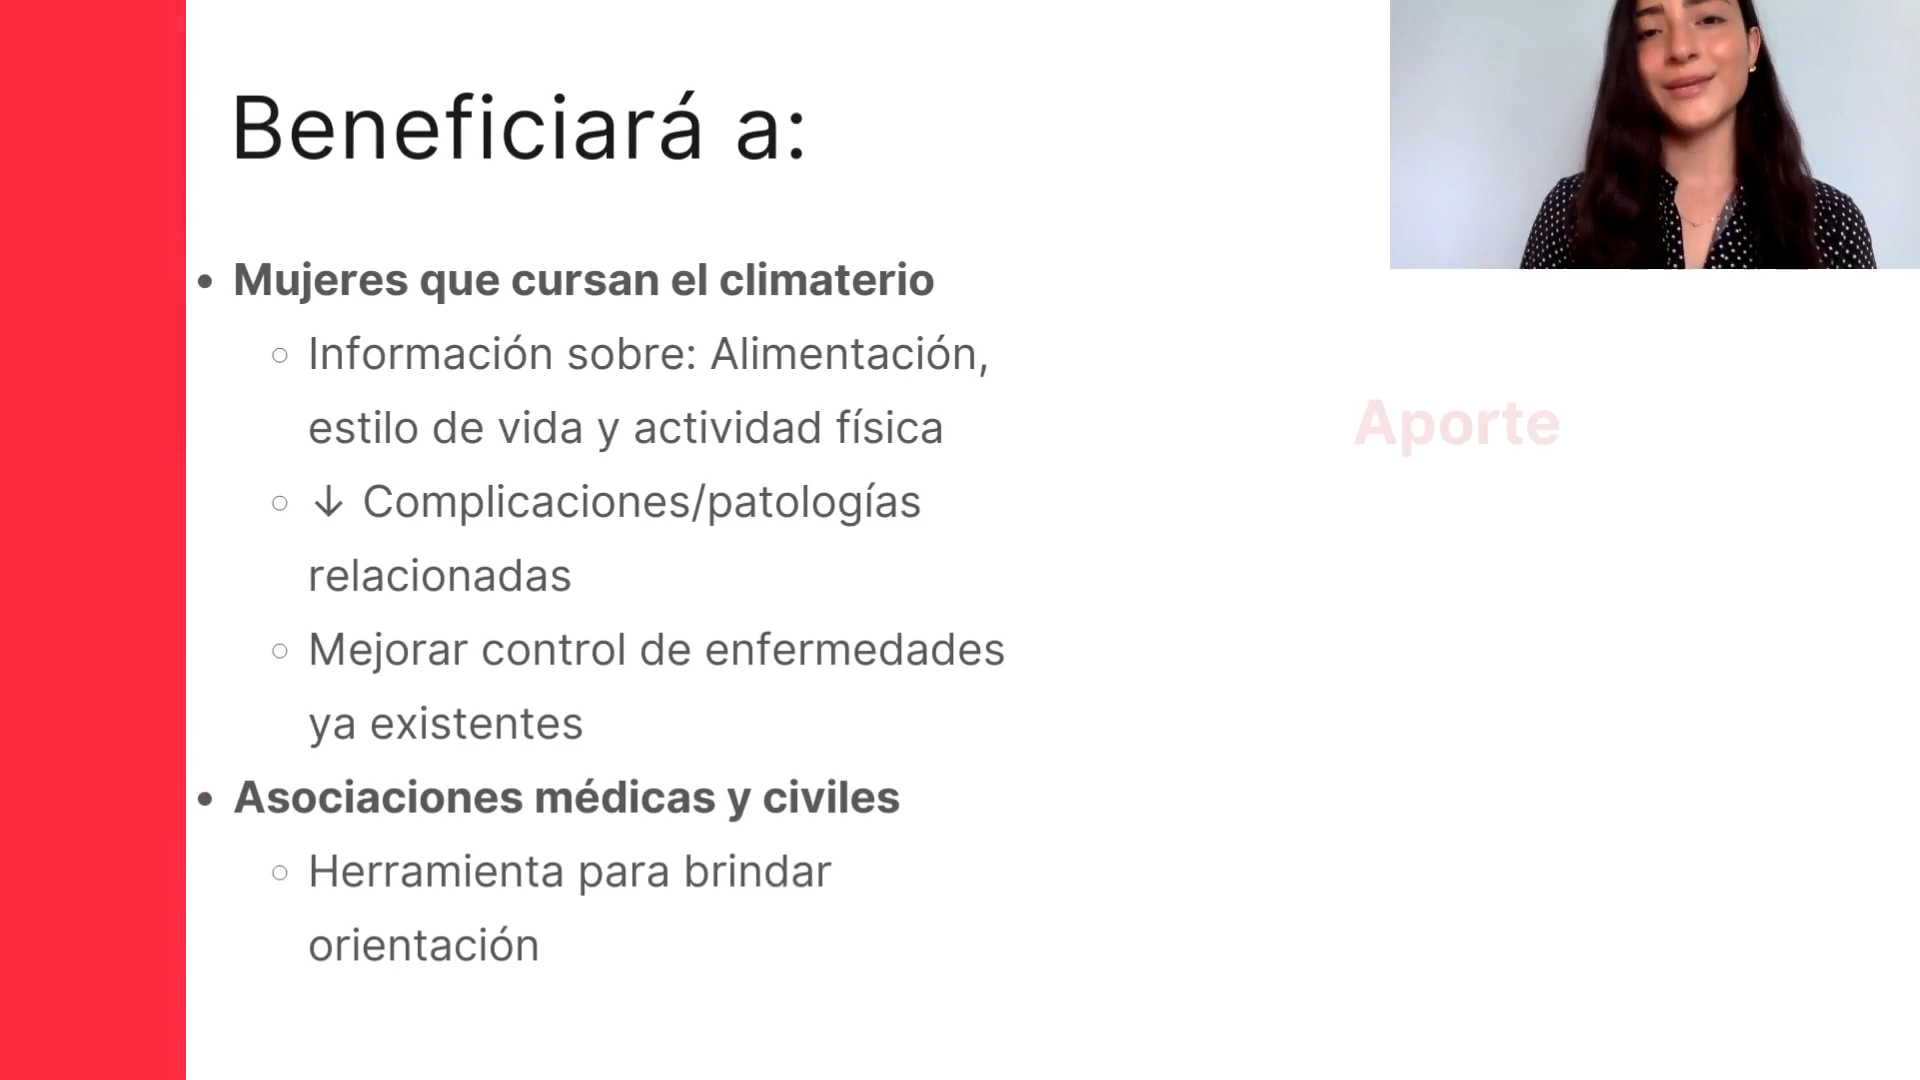 Beneficiará a:
• Mujeres que cursan el climaterio
○ Información sobre: Alimentación,
estilo de vida y actividad física
○ ↓ Complicaciones/patologías
relacionadas
○ Mejorar control de enfermedades
ya existentes
• Asociaciones médicas y civiles
○ Herramienta para brindar
orientación
Aporte